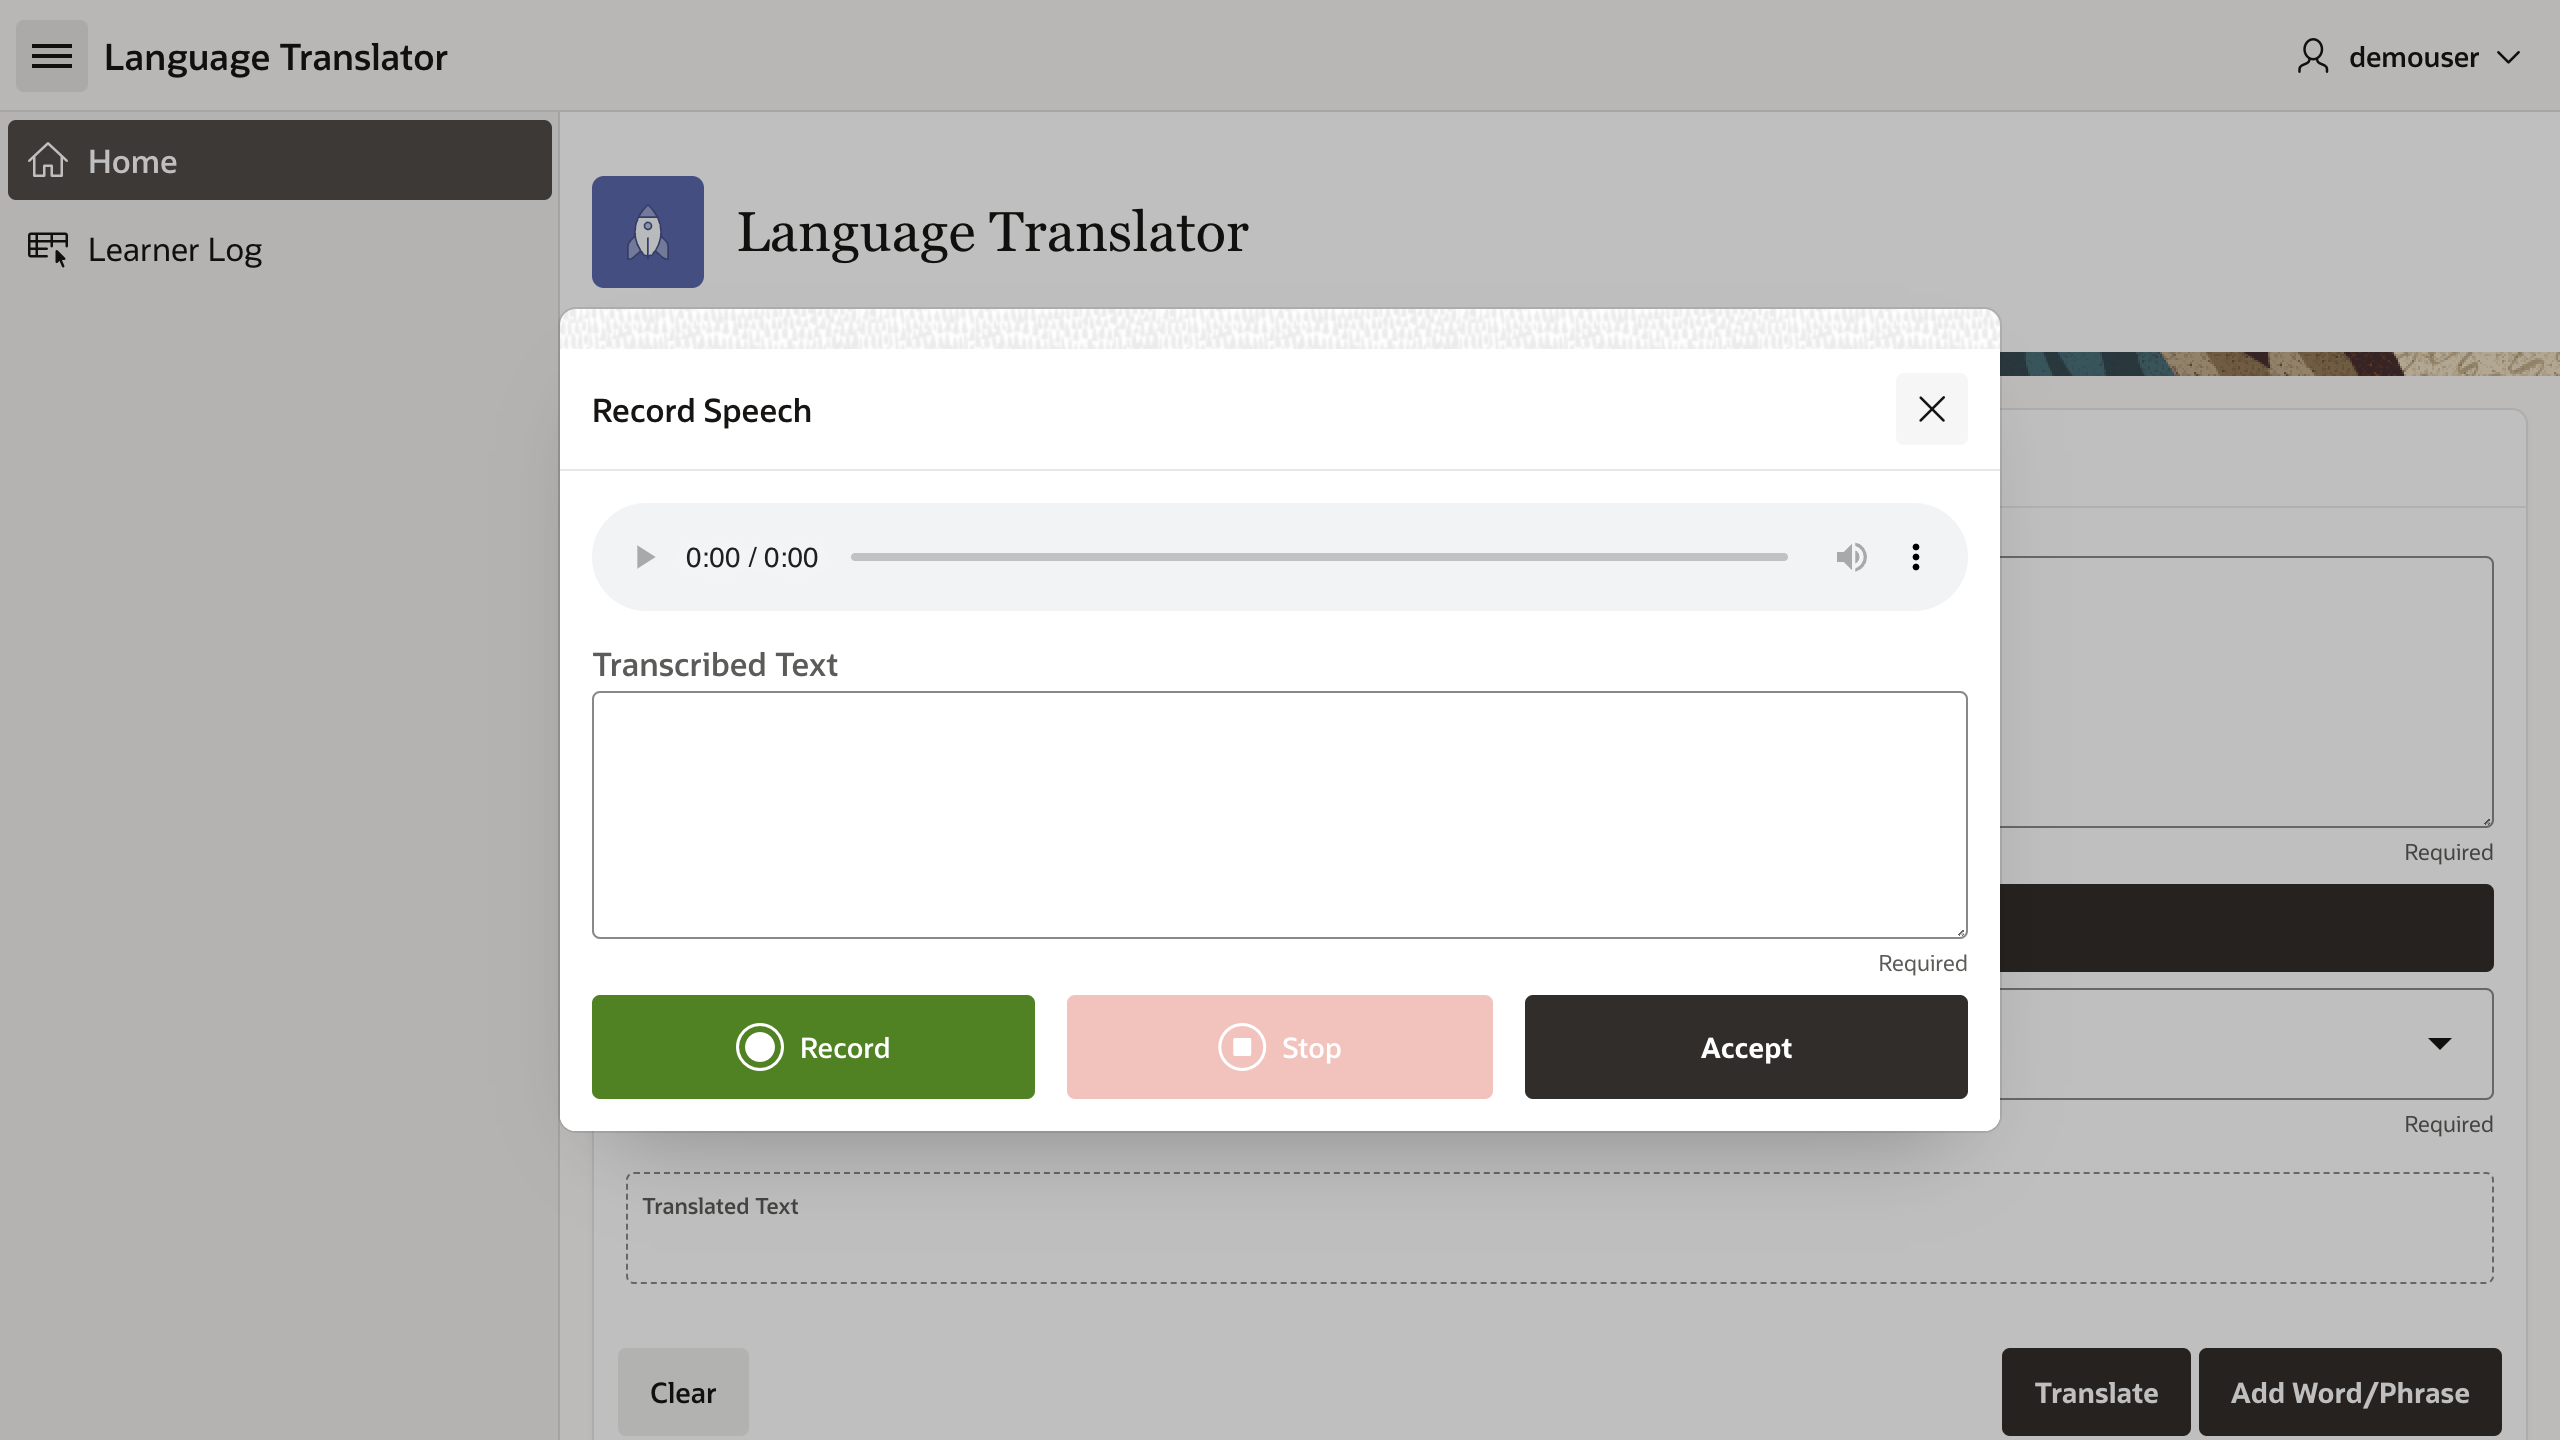 Language Translator
demouser
Home
Learner Log
Language Translator
Record Speech
0:00 / 0:00
Transcribed Text
Required
Record
Stop
Accept
Required
Required
Translated Text
Clear
Translate
Add Word/Phrase